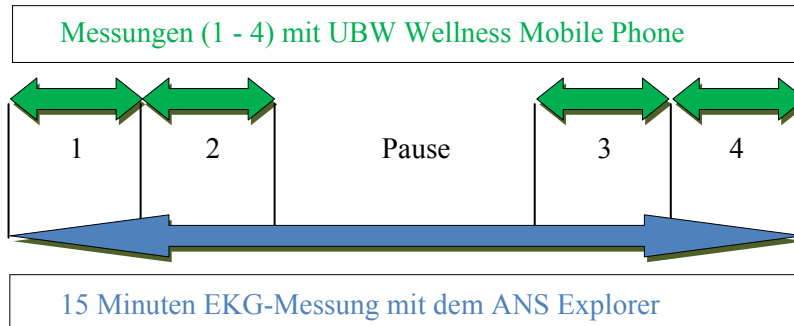 Messungen (1 - 4) mit UBW Wellness Mobile Phone
1 2 Pause 3 4
15 Minuten EKG-Messung mit dem ANS Explorer